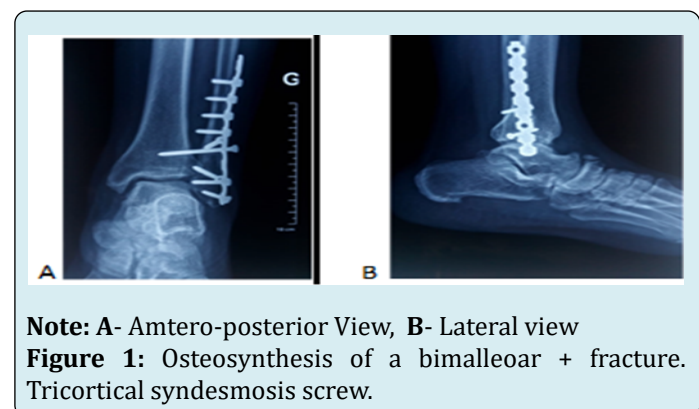 G
A
B
Note: A- Amtero-posterior View, B- Lateral view
Figure 1: Osteosynthesis of a bimalleoar + fracture.
Tricortical syndesmosis screw.